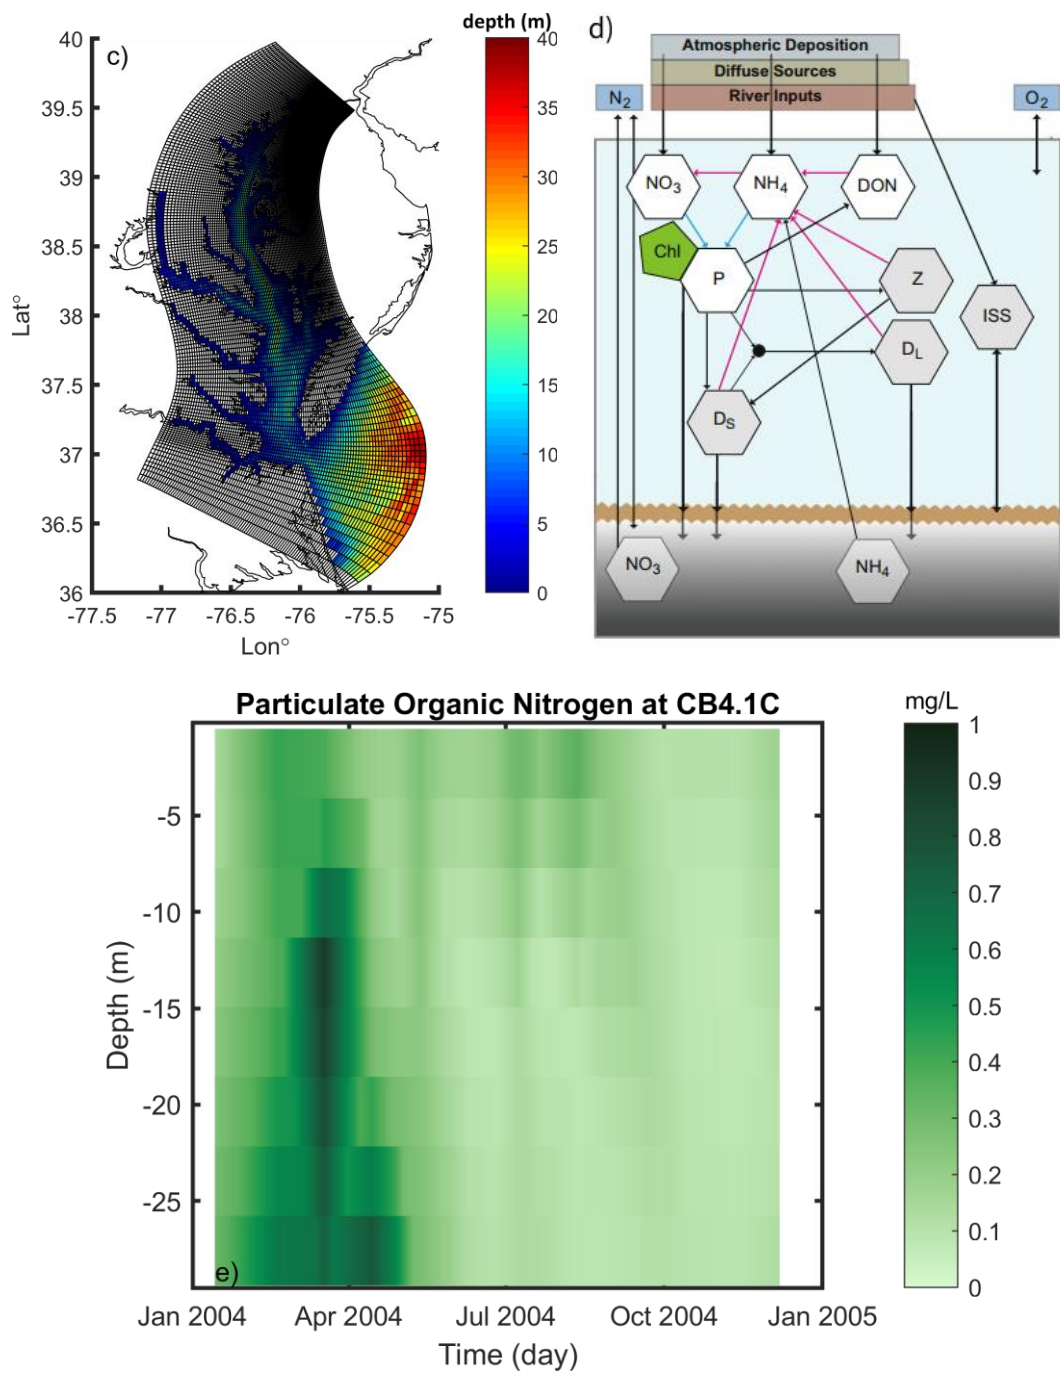 c)
depth (m)
40
39.5
39
38.5
38
37.5
37
36.5
36
Lat°
-77.5 -77 -76.5 -76 -75.5 -75
Lon°
40
35
30
25
20
15
10
5
0
d)
Atmospheric Deposition
Diffuse Sources
River Inputs
N2
O2
NO3
NH4
DON
Chl
P
Z
ISS
DL
DS
NO3
NH4
Particulate Organic Nitrogen at CB4.1C
mg/L
-5
-10
-15
-20
-25
Depth (m)
e)
Jan 2004 Apr 2004 Jul 2004 Oct 2004 Jan 2005
Time (day)
1
0.9
0.8
0.7
0.6
0.5
0.4
0.3
0.2
0.1
0